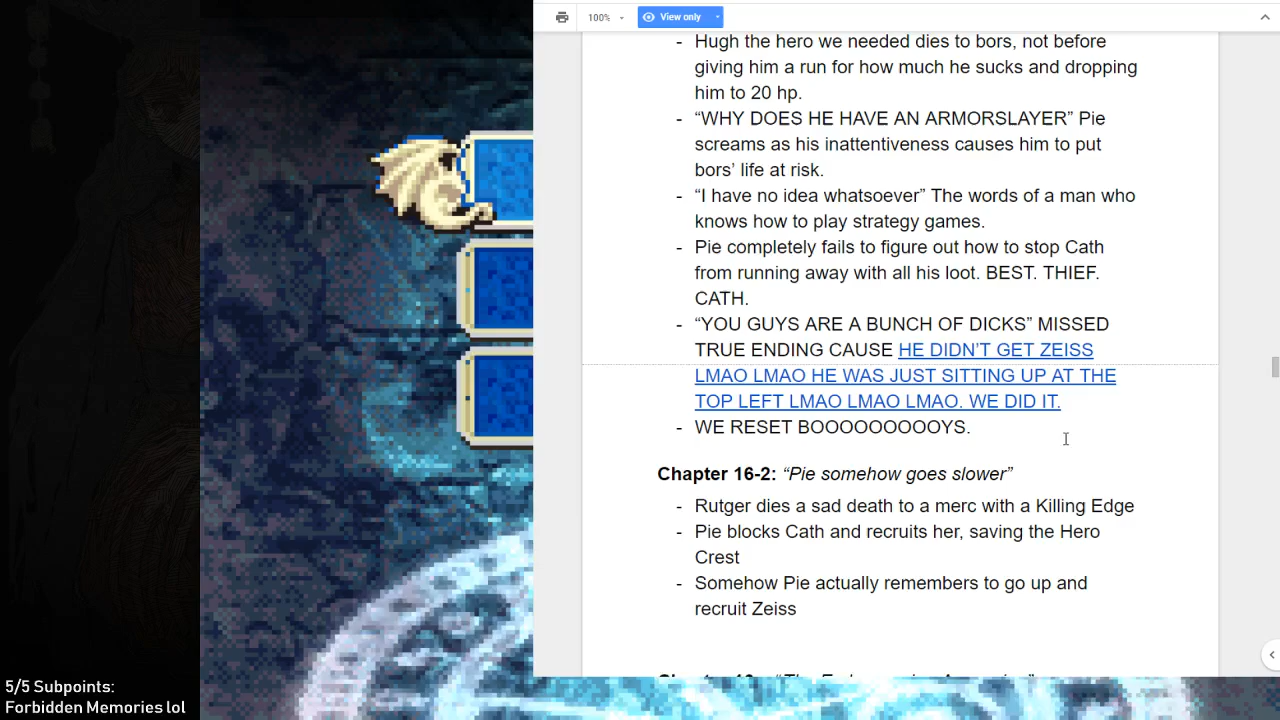 100%
View only
- Hugh the hero we needed dies to bors, not before
giving him a run for how much he sucks and dropping
him to 20 hp.
- “WHY DOES HE HAVE AN ARMORSLAYER” Pie
screams as his inattentiveness causes him to put
bors’ life at risk.
- “I have no idea whatsoever” The words of a man who
knows how to play strategy games.
- Pie completely fails to figure out how to stop Cath
from running away with all his loot. BEST. THIEF.
CATH.
- “YOU GUYS ARE A BUNCH OF DICKS” MISSED
TRUE ENDING CAUSE HE DIDN’T GET ZEISS
LMAO LMAO HE WAS JUST SITTING UP AT THE
TOP LEFT LMAO LMAO LMAO. WE DID IT.
- WE RESET BOOOOOOOOOYS.
Chapter 16-2: “Pie somehow goes slower”
- Rutger dies a sad death to a merc with a Killing Edge
- Pie blocks Cath and recruits her, saving the Hero
Crest
- Somehow Pie actually remembers to go up and
recruit Zeiss
5/5 Subpoints:
Forbidden Memories lol